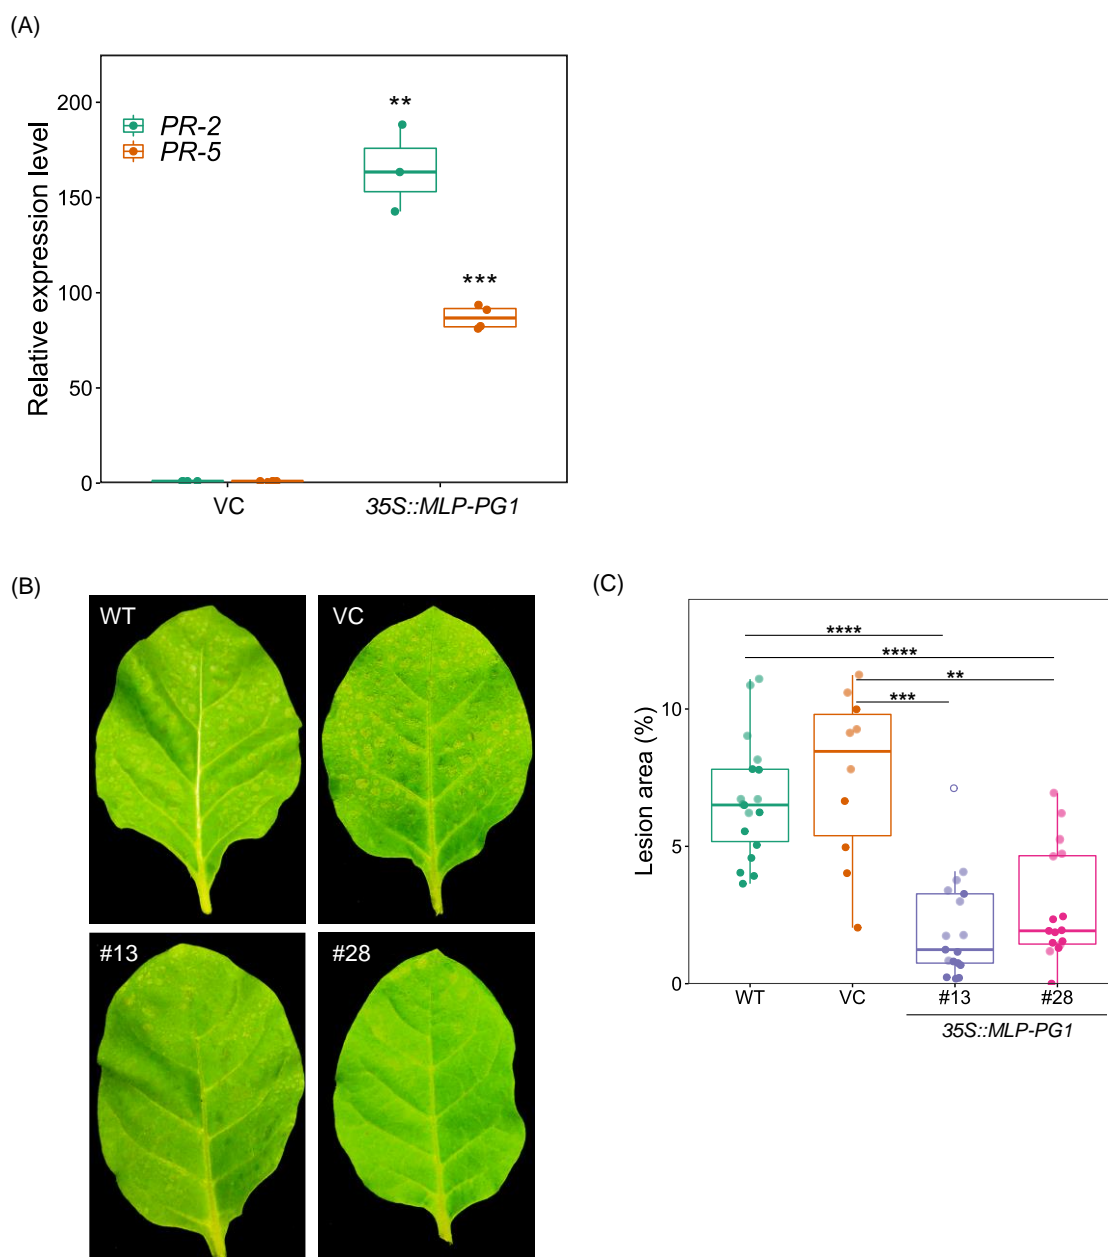 (A)
Relative expression level
200
150
100
50
0
PR-2
PR-5
**
***
VC
35S::MLP-PG1
(B)
WT
VC
#13
#28
(C)
Lesion area (%)
10
5
0
****
****
**
***
WT
VC
#13
#28
35S::MLP-PG1